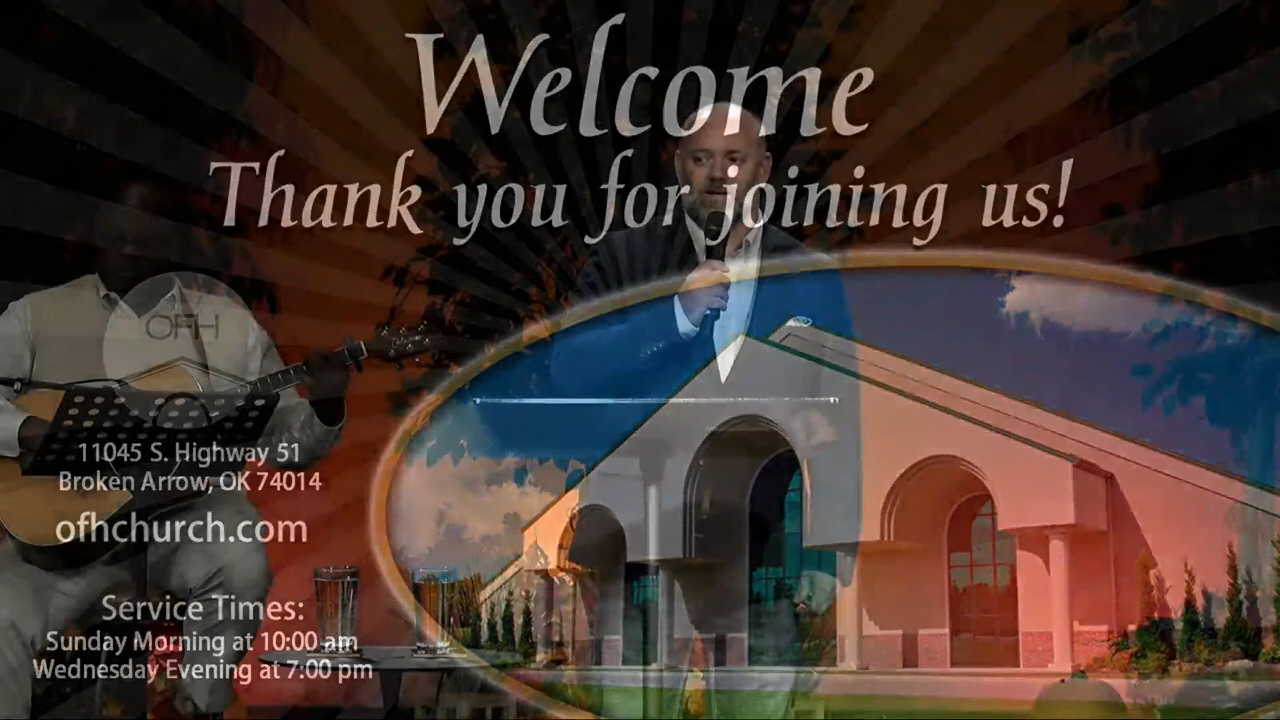 Welcome
Thank you for joining us!
OFH
11045 S. Highway 51
Broken Arrow, OK 74014
ofhchurch.com
Service Times:
Sunday Morning at 10:00 am
Wednesday Evening at 7:00 pm